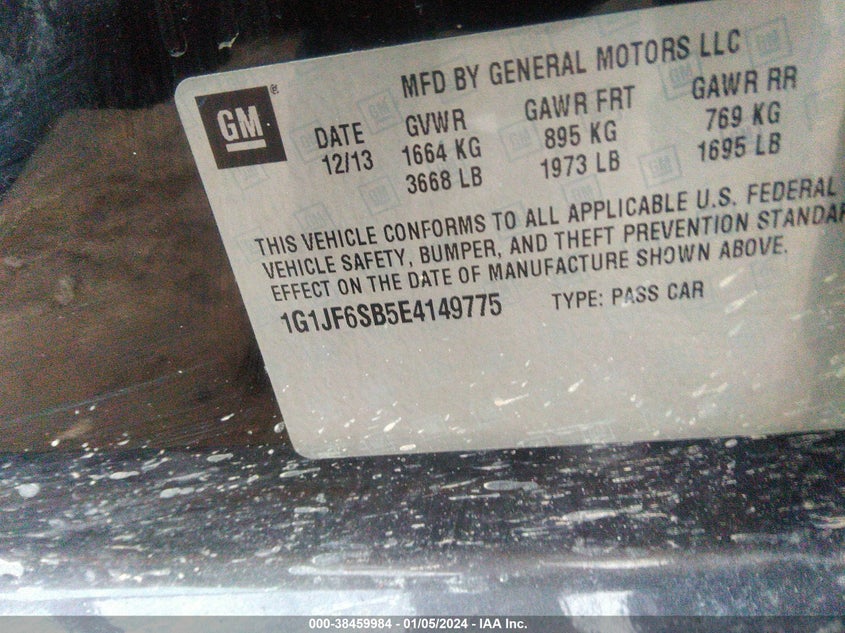 MFD BY GENERAL MOTORS LLC
GM
DATE GVWR GAWR FRT GAWR RR
12/13 1664 KG 895 KG 769 KG
3668 LB 1973 LB 1695 LB
THIS VEHICLE CONFORMS TO ALL APPLICABLE U.S. FEDERAL
VEHICLE SAFETY, BUMPER, AND THEFT PREVENTION STANDAR
EFFECT ON THE DATE OF MANUFACTURE SHOWN ABOVE.
1G1JF6SB5E4149775 TYPE: PASS CAR
000-38459984 - 01/05/2024 - IAA Inc.